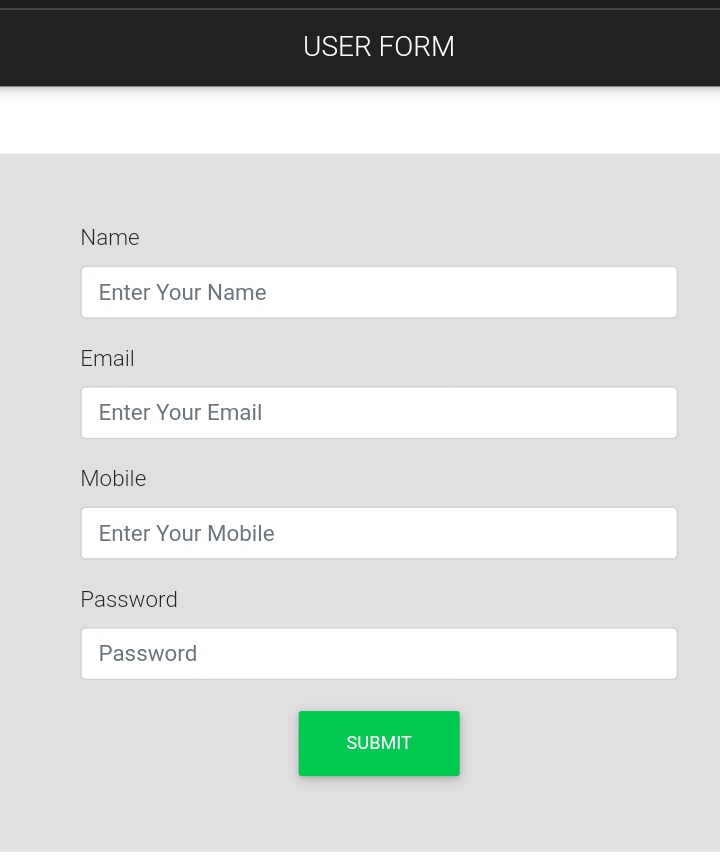 USER FORM
Name
Enter Your Name
Email
Enter Your Email
Mobile
Enter Your Mobile
Password
Password
SUBMIT